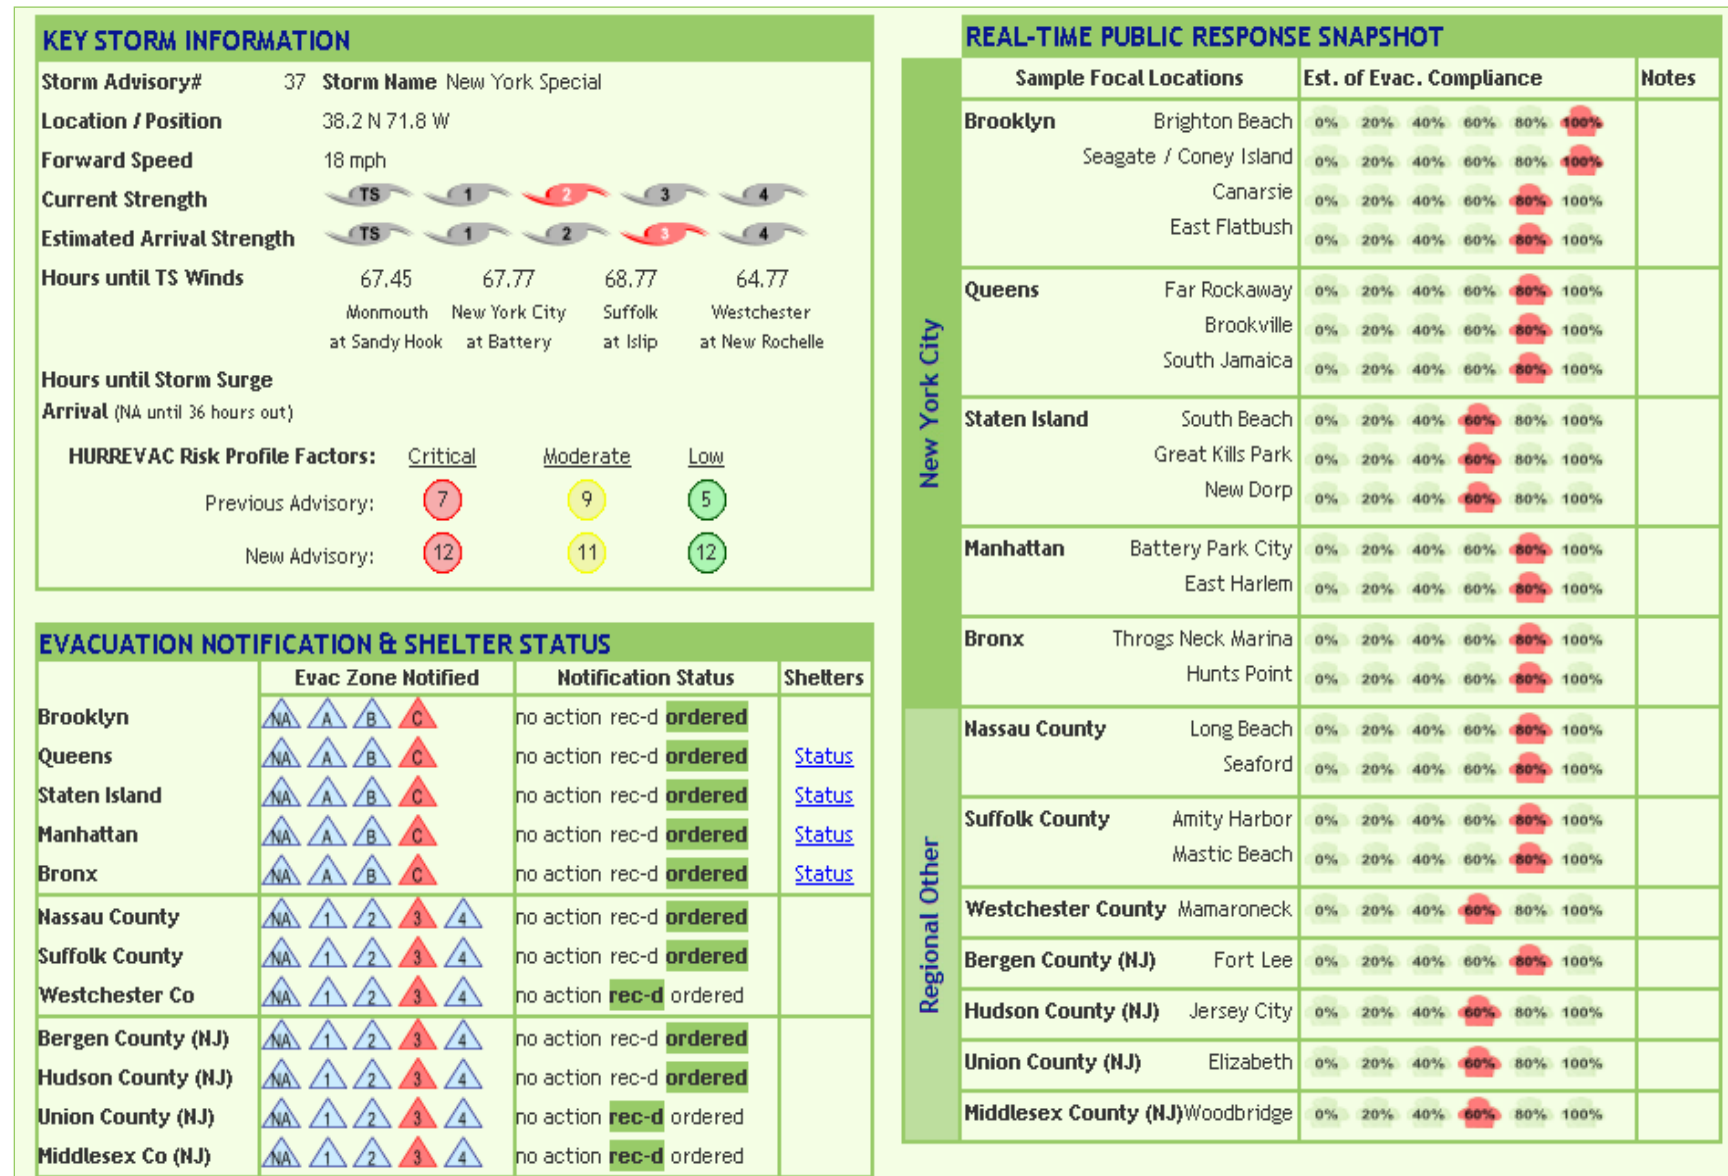 KEY STORM INFORMATION
Storm Advisory# 37 Storm Name New York Special
Location / Position 38.2 N 71.8 W
Forward Speed 18 mph
Current Strength TS 1 2 3 4
Estimated Arrival Strength TS 1 2 3 4
Hours until TS Winds 67.45 67.77 68.77 64.77
Monmouth New York City Suffolk Westchester
at Sandy Hook at Battery at Islip at New Rochelle
Hours until Storm Surge
Arrival (NA until 36 hours out)
HURREVAC Risk Profile Factors: Critical Moderate Low
Previous Advisory: 7 9 5
New Advisory: 12 11 12
EVACUATION NOTIFICATION & SHELTER STATUS
Evac Zone Notified Notification Status Shelters
Brooklyn NA A B C no action rec-d ordered
Queens NA A B C no action rec-d ordered Status
Staten Island NA A B C no action rec-d ordered Status
Manhattan NA A B C no action rec-d ordered Status
Bronx NA A B C no action rec-d ordered Status
Nassau County NA 1 2 3 4 no action rec-d ordered
Suffolk County NA 1 2 3 4 no action rec-d ordered
Westchester Co NA 1 2 3 4 no action rec-d ordered
Bergen County (NJ) NA 1 2 3 4 no action rec-d ordered
Hudson County (NJ) NA 1 2 3 4 no action rec-d ordered
Union County (NJ) NA 1 2 3 4 no action rec-d ordered
Middlesex Co (NJ) NA 1 2 3 4 no action rec-d ordered
REAL-TIME PUBLIC RESPONSE SNAPSHOT
Sample Focal Locations Est. of Evac. Compliance Notes
New York City
Brooklyn Brighton Beach 0% 20% 40% 60% 80% 100%
Seagate / Coney Island 0% 20% 40% 60% 80% 100%
Canarsie 0% 20% 40% 60% 80% 100%
East Flatbush 0% 20% 40% 60% 80% 100%
Queens Far Rockaway 0% 20% 40% 60% 80% 100%
Brookville 0% 20% 40% 60% 80% 100%
South Jamaica 0% 20% 40% 60% 80% 100%
Staten Island South Beach 0% 20% 40% 60% 80% 100%
Great Kills Park 0% 20% 40% 60% 80% 100%
New Dorp 0% 20% 40% 60% 80% 100%
Manhattan Battery Park City 0% 20% 40% 60% 80% 100%
East Harlem 0% 20% 40% 60% 80% 100%
Bronx Throgs Neck Marina 0% 20% 40% 60% 80% 100%
Hunts Point 0% 20% 40% 60% 80% 100%
Regional Other
Nassau County Long Beach 0% 20% 40% 60% 80% 100%
Seaford 0% 20% 40% 60% 80% 100%
Suffolk County Amity Harbor 0% 20% 40% 60% 80% 100%
Mastic Beach 0% 20% 40% 60% 80% 100%
Westchester County Mamaroneck 0% 20% 40% 60% 80% 100%
Bergen County (NJ) Fort Lee 0% 20% 40% 60% 80% 100%
Hudson County (NJ) Jersey City 0% 20% 40% 60% 80% 100%
Union County (NJ) Elizabeth 0% 20% 40% 60% 80% 100%
Middlesex County (NJ) Woodbridge 0% 20% 40% 60% 80% 100%